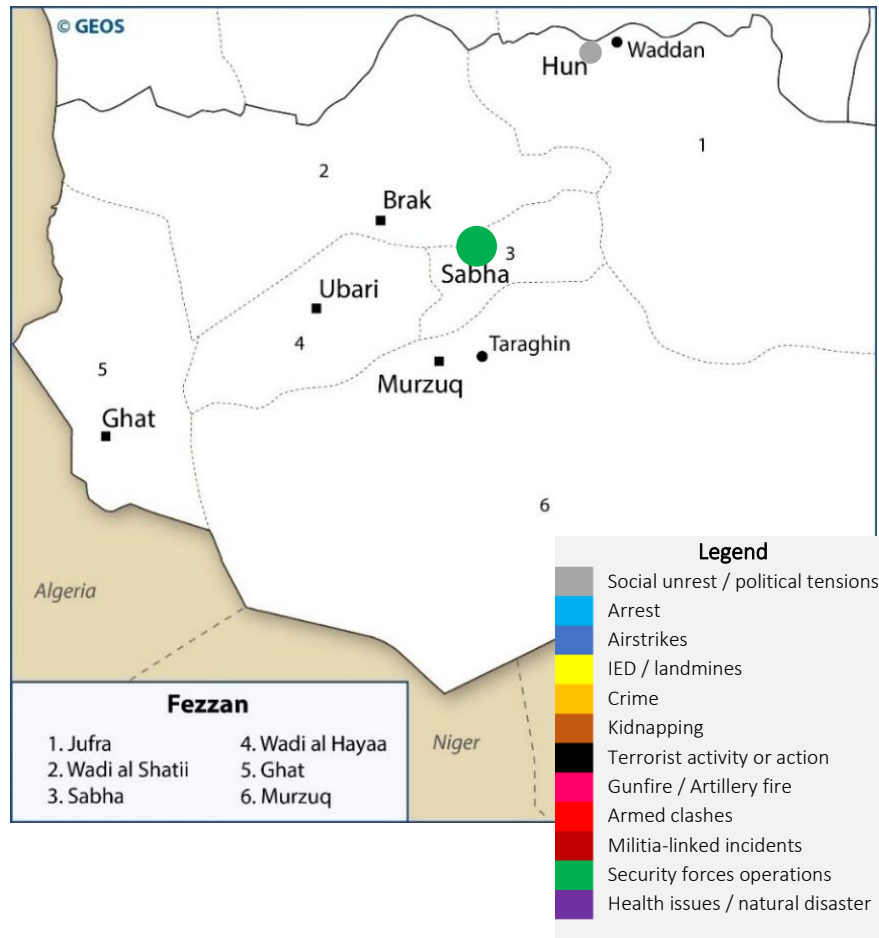 © GEOS
Hun
Waddan
1
2
Brak
3
Sabha
Ubari
4
Taraghin
Murzuq
5
Ghat
6
Algeria
Niger
Fezzan
1. Jufra
2. Wadi al Shatii
3. Sabha
4. Wadi al Hayaa
5. Ghat
6. Murzuq
Legend
Social unrest / political tensions
Arrest
Airstrikes
IED / landmines
Crime
Kidnapping
Terrorist activity or action
Gunfire / Artillery fire
Armed clashes
Militia-linked incidents
Security forces operations
Health issues / natural disaster